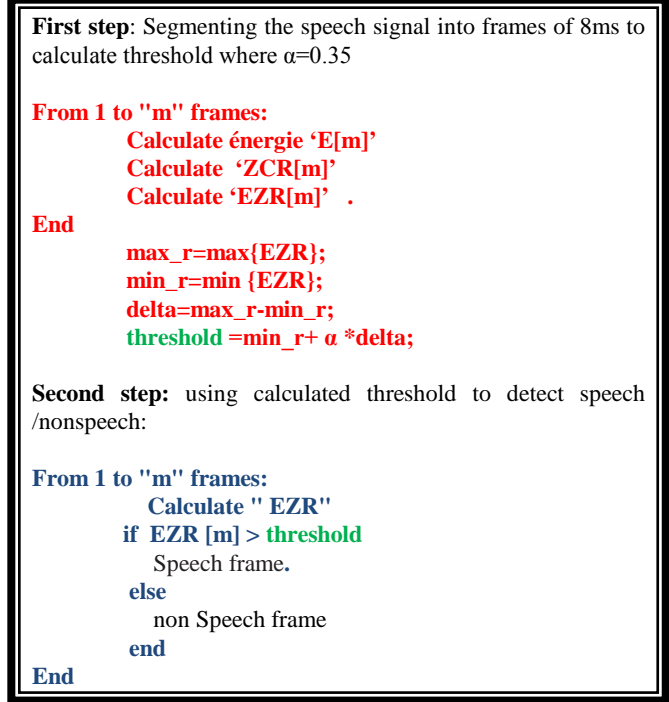 First step: Segmenting the speech signal into frames of 8ms to
calculate threshold where α=0.35
From 1 to "m" frames:
Calculate énergie ‘E[m]’
Calculate ‘ZCR[m]’
Calculate ‘EZR[m]’ .
End
max_r=max{EZR};
min_r=min {EZR};
delta=max_r-min_r;
threshold =min_r+ α *delta;
Second step: using calculated threshold to detect speech
/nonspeech:
From 1 to "m" frames:
Calculate " EZR"
if EZR [m] > threshold
Speech frame.
else
non Speech frame
end
End